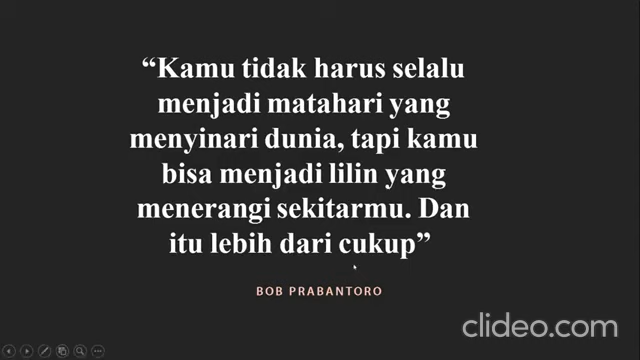 “Kamu tidak harus selalu
menjadi matahari yang
menyinari dunia, tapi kamu
bisa menjadi lilin yang
menerangi sekitarmu. Dan
itu lebih dari cukup”
BOB PRABANTORO
clideo.com